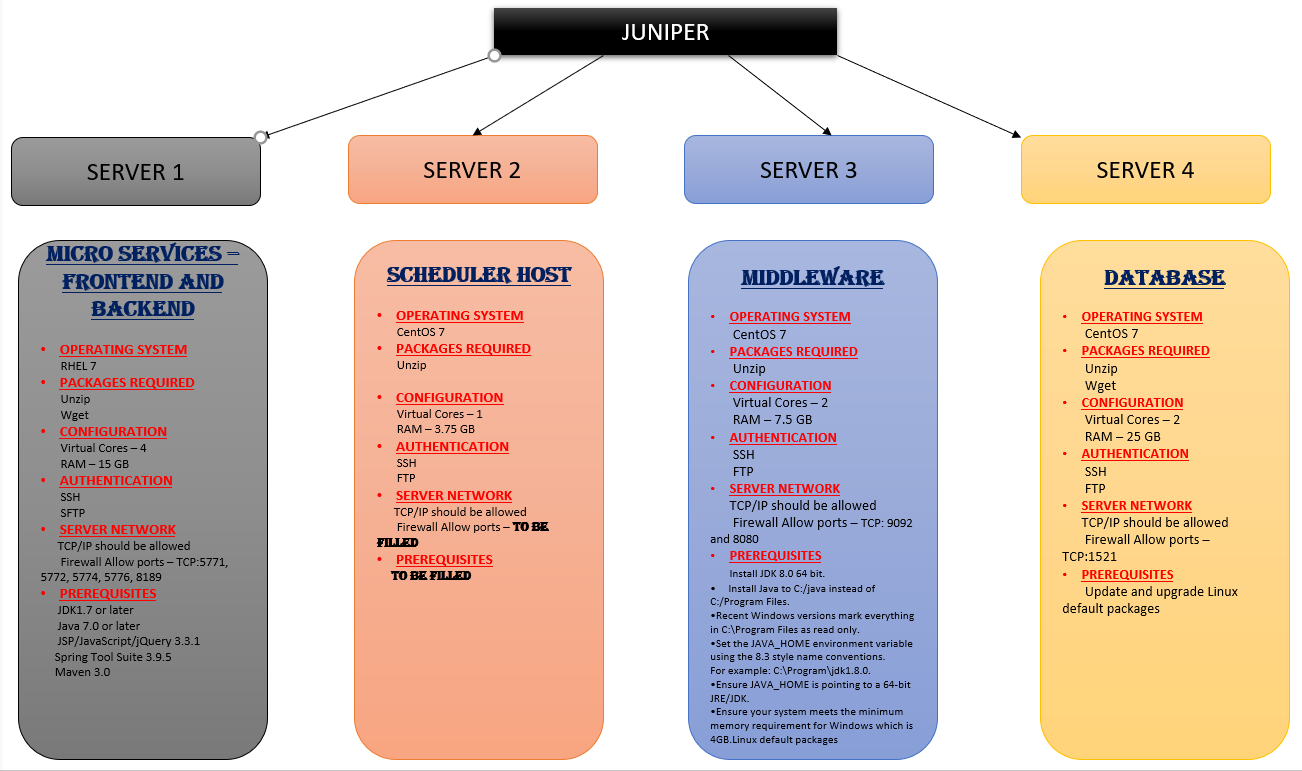 JUNIPER
SERVER 1
SERVER 2
SERVER 3
SERVER 4
MICRO SERVICES –
FRONTEND AND
BACKEND
• OPERATING SYSTEM
RHEL 7
• PACKAGES REQUIRED
Unzip
Wget
• CONFIGURATION
Virtual Cores – 4
RAM – 15 GB
• AUTHENTICATION
SSH
SFTP
• SERVER NETWORK
TCP/IP should be allowed
Firewall Allow ports – TCP:5771,
5772, 5774, 5776, 8189
• PREREQUISITES
JDK1.7 or later
Java 7.0 or later
JSP/JavaScript/jQuery 3.3.1
Spring Tool Suite 3.9.5
Maven 3.0
SCHEDULER HOST
• OPERATING SYSTEM
CentOS 7
• PACKAGES REQUIRED
Unzip
• CONFIGURATION
Virtual Cores – 1
RAM – 3.75 GB
• AUTHENTICATION
SSH
FTP
• SERVER NETWORK
TCP/IP should be allowed
Firewall Allow ports – TO BE
FILLED
• PREREQUISITES
TO BE FILLED
MIDDLEWARE
• OPERATING SYSTEM
CentOS 7
• PACKAGES REQUIRED
Unzip
• CONFIGURATION
Virtual Cores – 2
RAM – 7.5 GB
• AUTHENTICATION
SSH
FTP
• SERVER NETWORK
TCP/IP should be allowed
Firewall Allow ports – TCP: 9092
and 8080
• PREREQUISITES
Install JDK 8.0 64 bit.
• Install Java to C:/java instead of
C:/Program Files.
•Recent Windows versions mark everything
in C:\Program Files as read only.
•Set the JAVA_HOME environment variable
using the 8.3 style name conventions.
For example: C:\Program\jdk1.8.0.
•Ensure JAVA_HOME is pointing to a 64-bit
JRE/JDK.
•Ensure your system meets the minimum
memory requirement for Windows which is
4GB.Linux default packages
DATABASE
• OPERATING SYSTEM
CentOS 7
• PACKAGES REQUIRED
Unzip
Wget
• CONFIGURATION
Virtual Cores – 2
RAM – 25 GB
• AUTHENTICATION
SSH
FTP
• SERVER NETWORK
TCP/IP should be allowed
Firewall Allow ports –
TCP:1521
• PREREQUISITES
Update and upgrade Linux
default packages